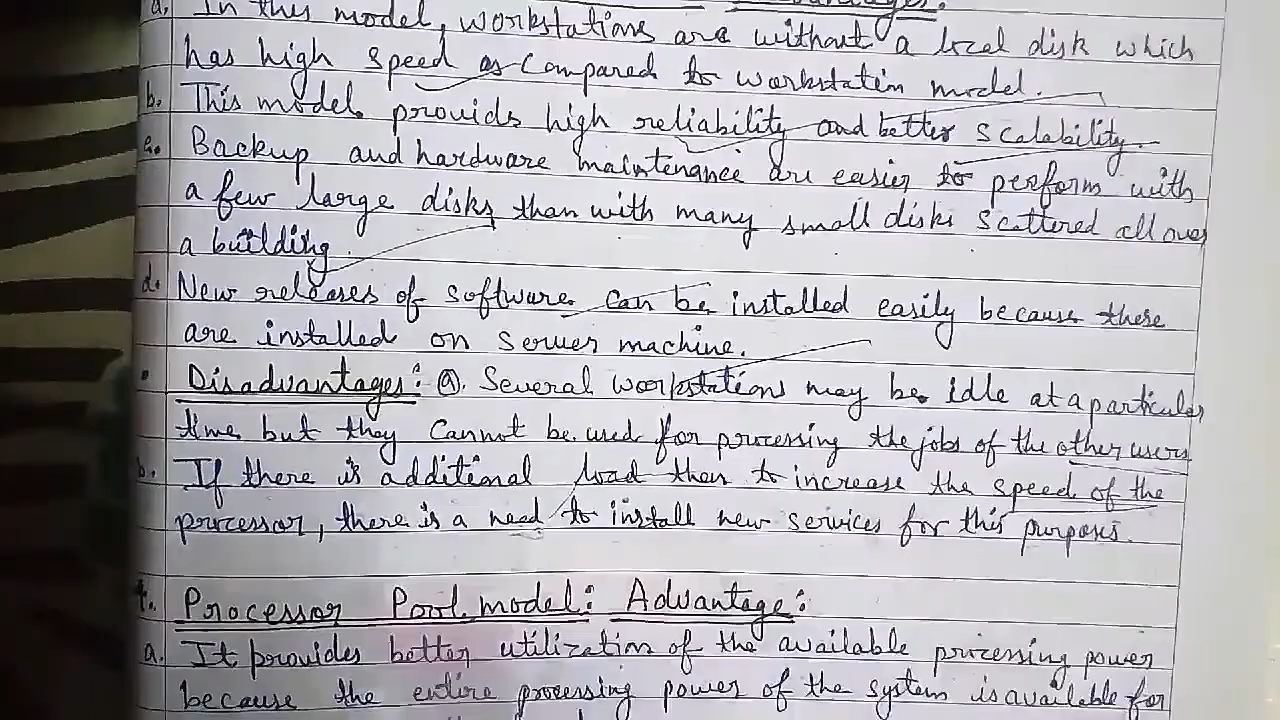 a. In this model, workstations are without a local disk which
has high speed as compared to workstation model.
b. This model provids high reliability and better scalability.
c. Backup and hardware maintenance are easier to perform with
a few large disks than with many small disks scattered all over
a building.
d. New releases of software can be installed easily because there
are installed on server machine.
• Disadvantages: a. Several workstations may be idle at a particular
time but they cannot be used for processing the jobs of the other users.
b. If there is additional load then to increase the speed of the
processor, there is a need to install new services for this purposes.
4. Processor Pool model: Advantage:
a. It provides better utilization of the available processing power
because the entire processing power of the system is available for